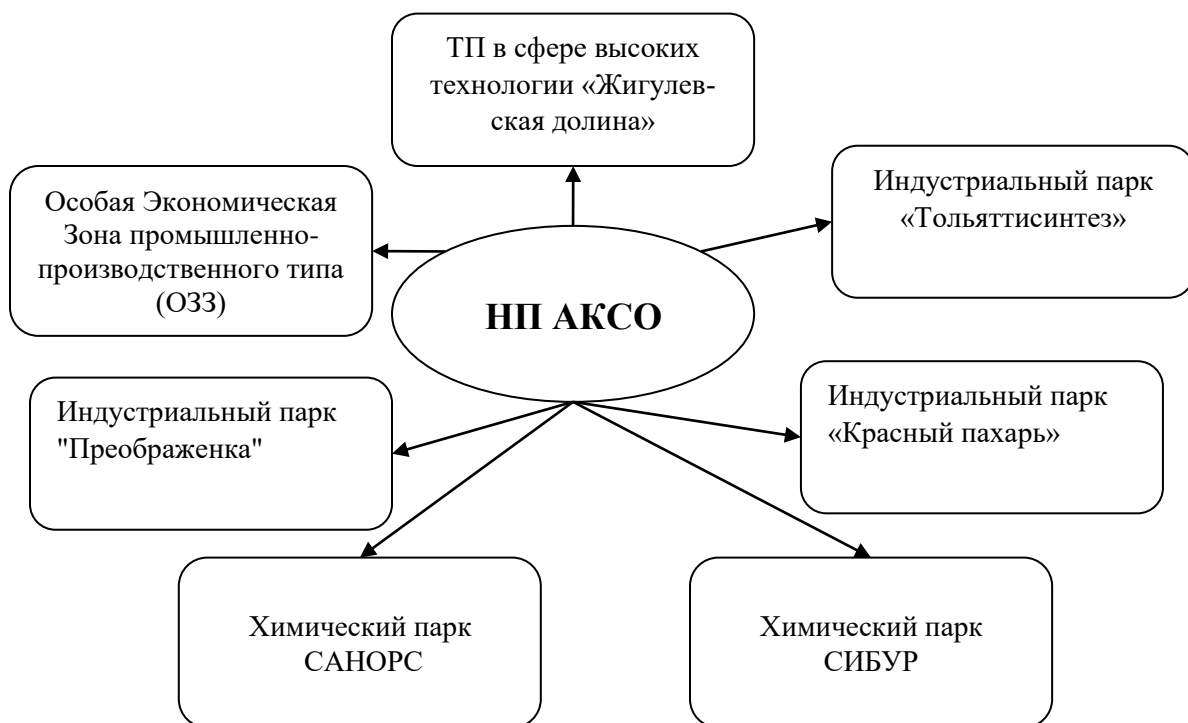 ТП в сфере высоких
технологии «Жигулев-
ская долина»
Особая Экономическая
Зона промышленно-
производственного типа
(ОЗЗ)
Индустриальный парк
«Тольяттисинтез»
НП АКСО
Индустриальный парк
"Преображенка"
Индустриальный парк
«Красный пахарь»
Химический парк
САНОРС
Химический парк
СИБУР